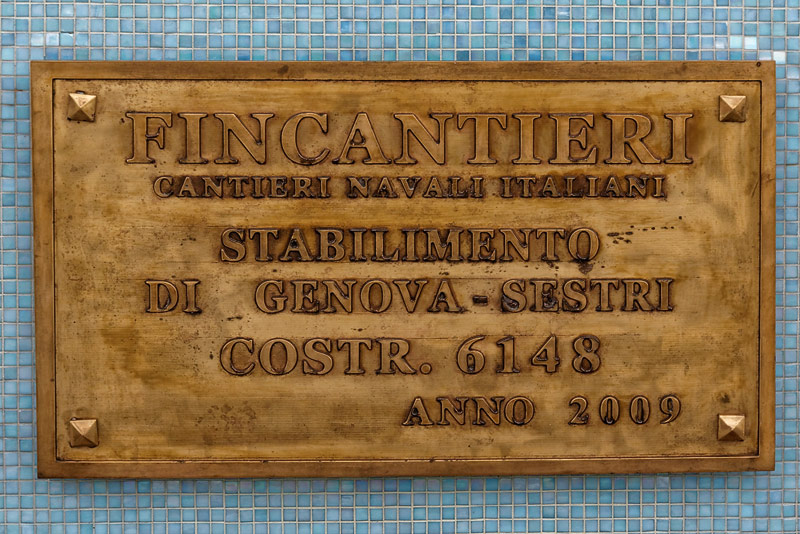 FINCANTIERI
CANTIERI NAVALI ITALIANI
STABILIMENTO
DI GENOVA - SESTRI
COSTR. 6148
ANNO 2009